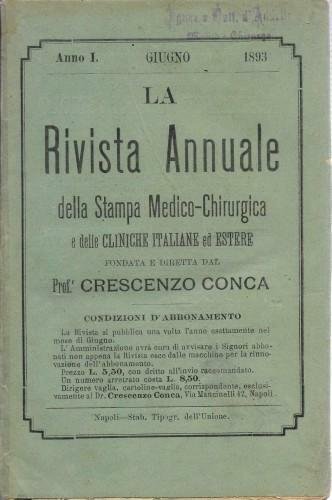 Anno I. GIUGNO 1893
LA
Rivista Annuale
della Stampa Medico-Chirurgica
e delle CLINICHE ITALIANE ed ESTERE
FONDATA E DIRETTA DAL
Prof.r CRESCENZO CONCA
CONDIZIONI D'ABBONAMENTO
La Rivista si pubblica una volta l'anno esattamente nel
mese di Giugno.
L'Amministrazione avrà cura di avvisare i Signori abbo-
nati non appena la Rivista esce dalle macchine per la rinno-
vazione dell'abbonamento.
Prezzo L. 5,50, con dritto all'invio raccomandato.
Un numero arretrato costa L. 8,50.
Dirigere vaglia, cartoline-vaglia, corrispondente, esclusi-
vamente al Dr. Crescenzo Conca, Via Mancinelli 42, Napoli.
Napoli—Stab. Tipogr. dell'Unione.